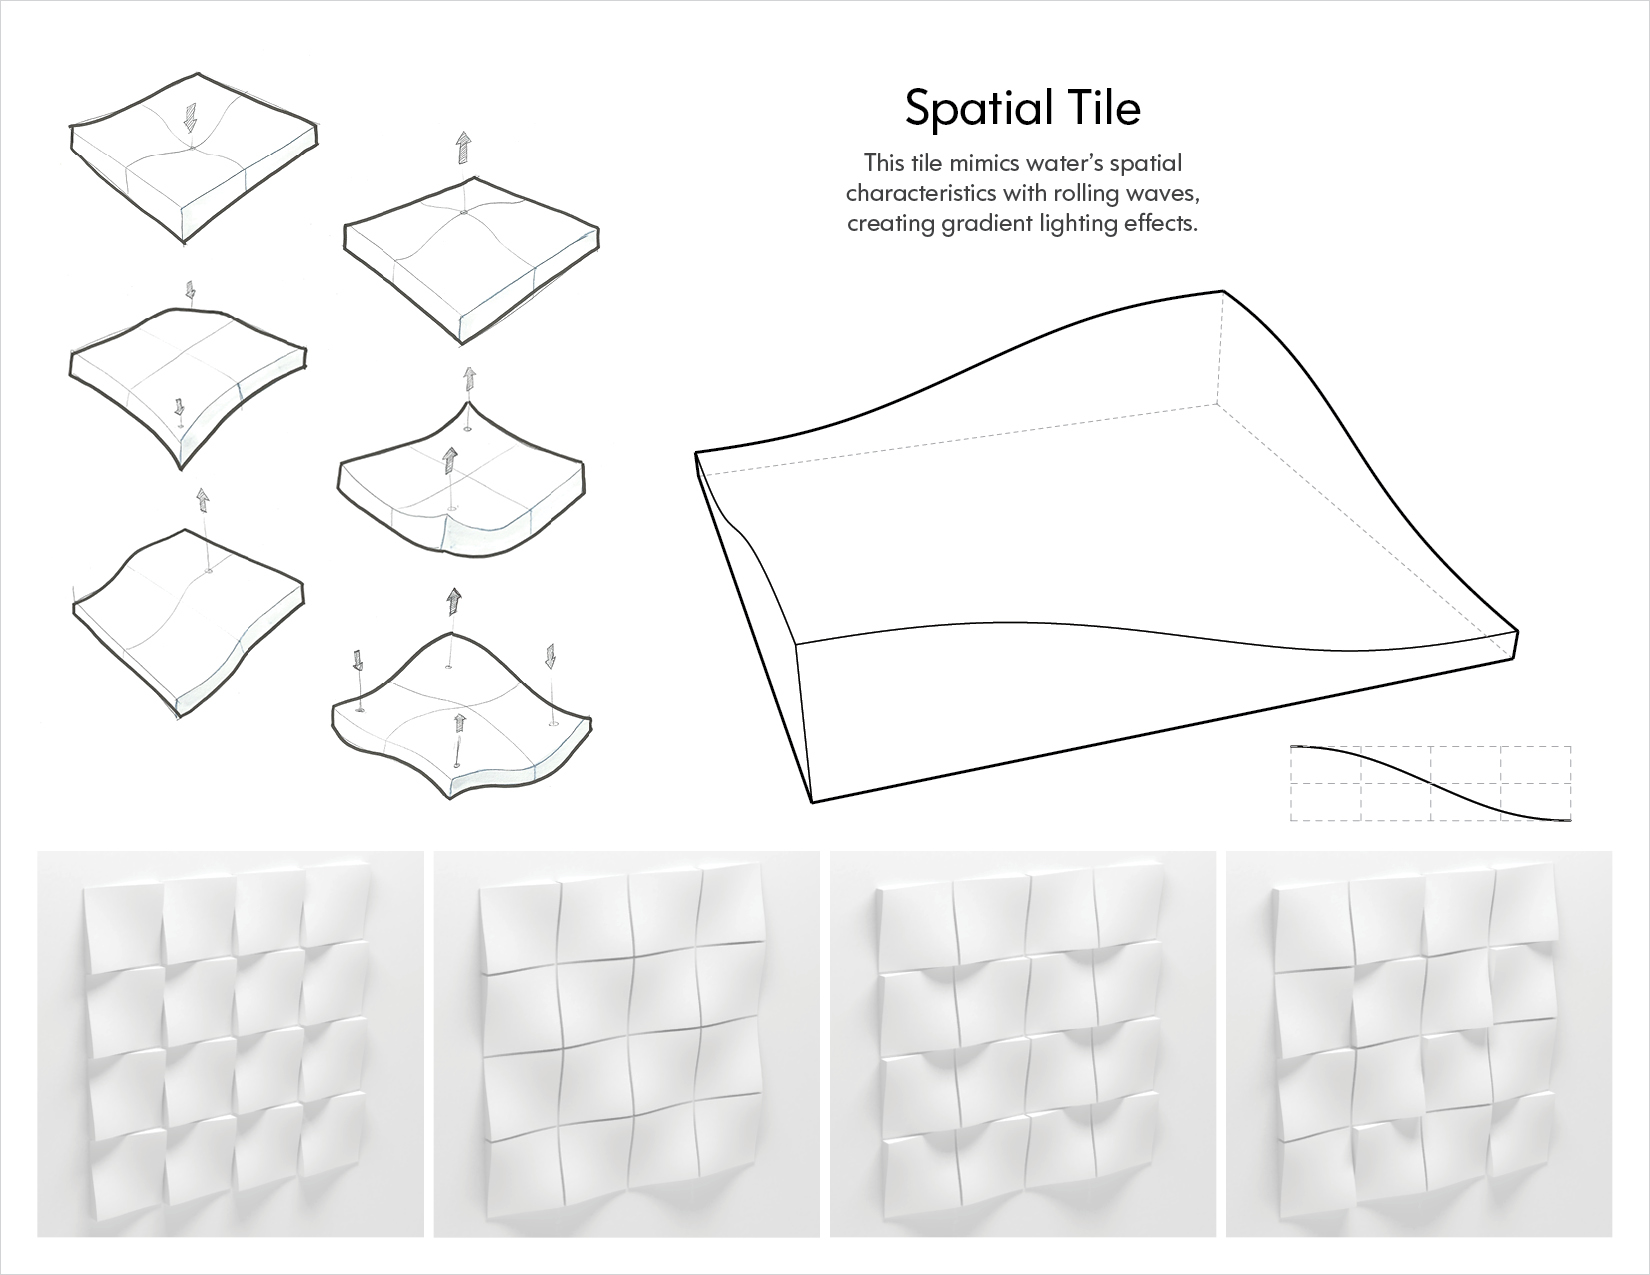 Spatial Tile
This tile mimics water’s spatial
characteristics with rolling waves,
creating gradient lighting effects.